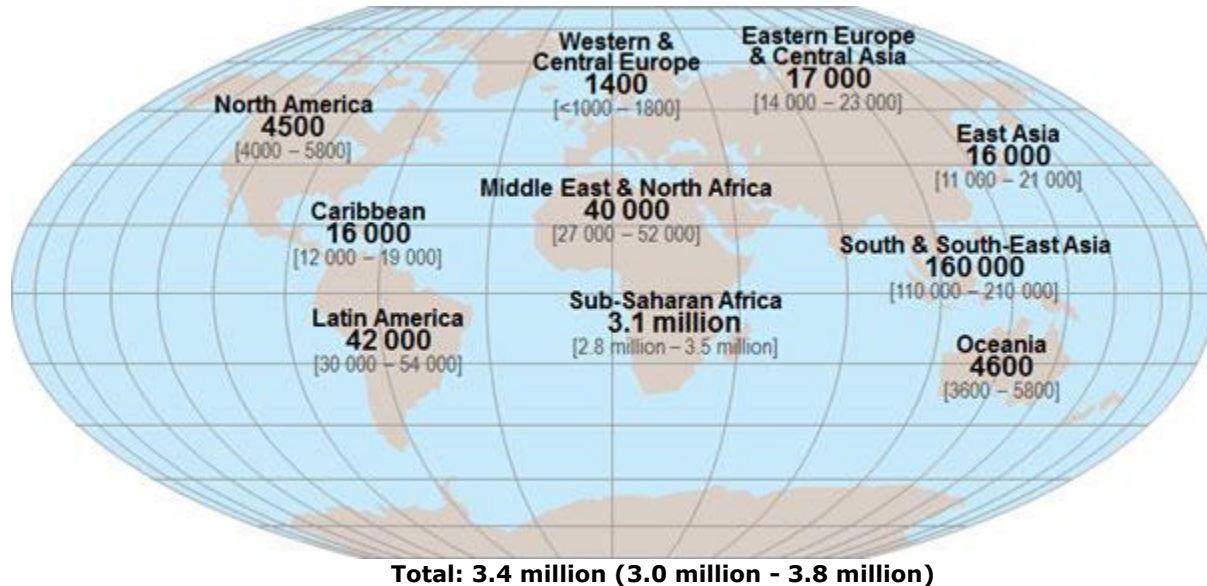 Western &
Central Europe
1400
[<1000 – 1800]
Eastern Europe
& Central Asia
17 000
[14 000 – 23 000]
North America
4500
[4000 – 5800]
East Asia
16 000
[11 000 – 21 000]
Middle East & North Africa
40 000
[27 000 – 52 000]
Caribbean
16 000
[12 000 – 19 000]
South & South-East Asia
160 000
[110 000 – 210 000]
Sub-Saharan Africa
3.1 million
[2.8 million – 3.5 million]
Latin America
42 000
[30 000 – 54 000]
Oceania
4600
[3600 – 5800]
Total: 3.4 million (3.0 million - 3.8 million)